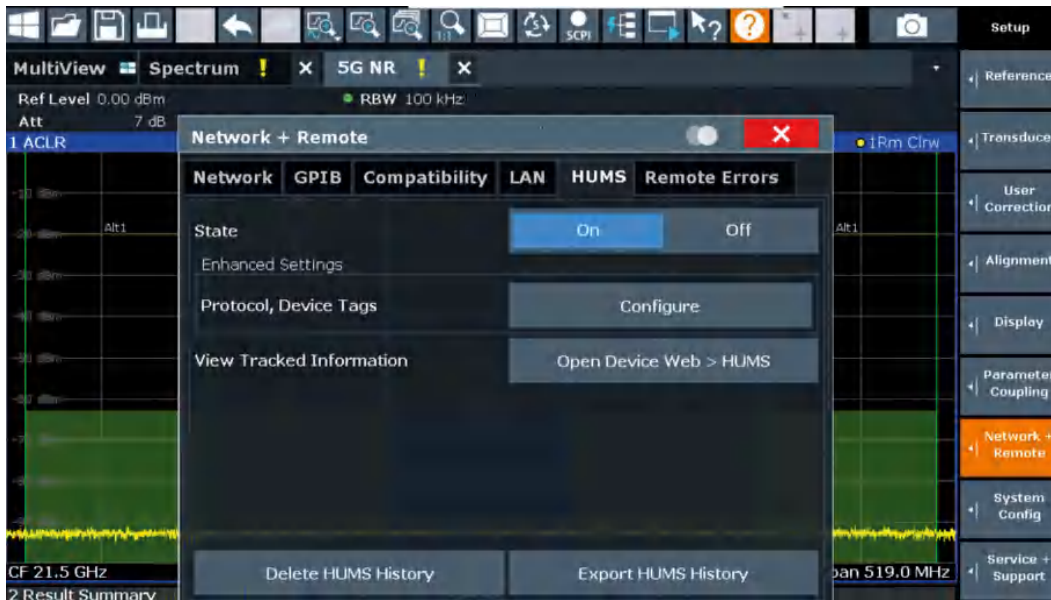 1:1
SCPI
?
?
Setup
MultiView Spectrum ! X 5G NR ! X
Ref Level 0.00 dBm RBW 100 kHz
Att 7 dB
1 ACLR
1Rm Clrw
Network + Remote
Network GPIB Compatibility LAN HUMS Remote Errors
Alt1
Alt1
State On Off
Enhanced Settings
Protocol, Device Tags Configure
View Tracked Information Open Device Web > HUMS
Delete HUMS History Export HUMS History
CF 21.5 GHz
pan 519.0 MHz
2 Result Summary
Reference
Transduce
User
Correction
Alignment
Display
Paramete
Coupling
Network +
Remote
System
Config
Service +
Support